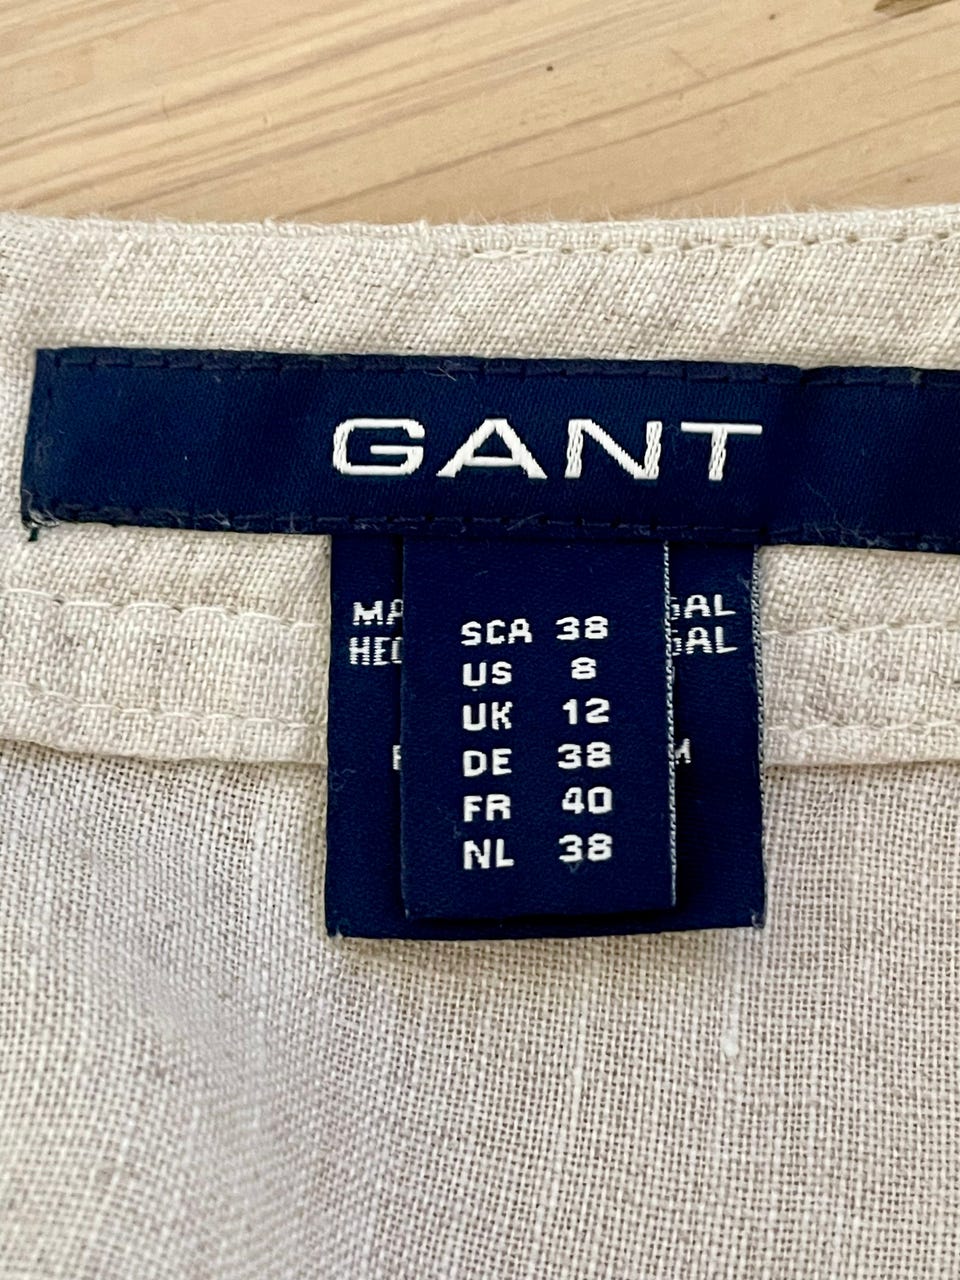 GANT
SCA 38
US 8
UK 12
DE 38
FR 40
NL 38